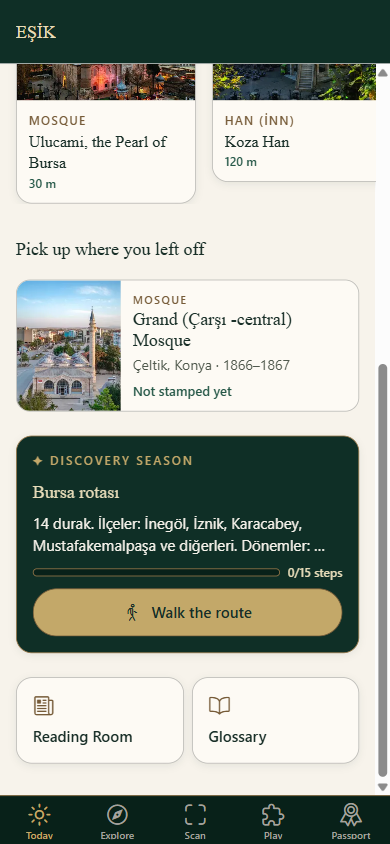 EŞİK
MOSQUE
Ulucami, the Pearl of
Bursa
30 m
HAN (İNN)
Koza Han
120 m
Pick up where you left off
MOSQUE
Grand (Çarşı -central)
Mosque
Çeltik, Konya · 1866–1867
Not stamped yet
✦ DISCOVERY SEASON
Bursa rotası
14 durak. İlçeler: İnegöl, İznik, Karacabey,
Mustafakemalpaşa ve diğerleri. Dönemler: ...
0/15 steps
Walk the route
Reading Room
Glossary
Today
Explore
Scan
Play
Passport